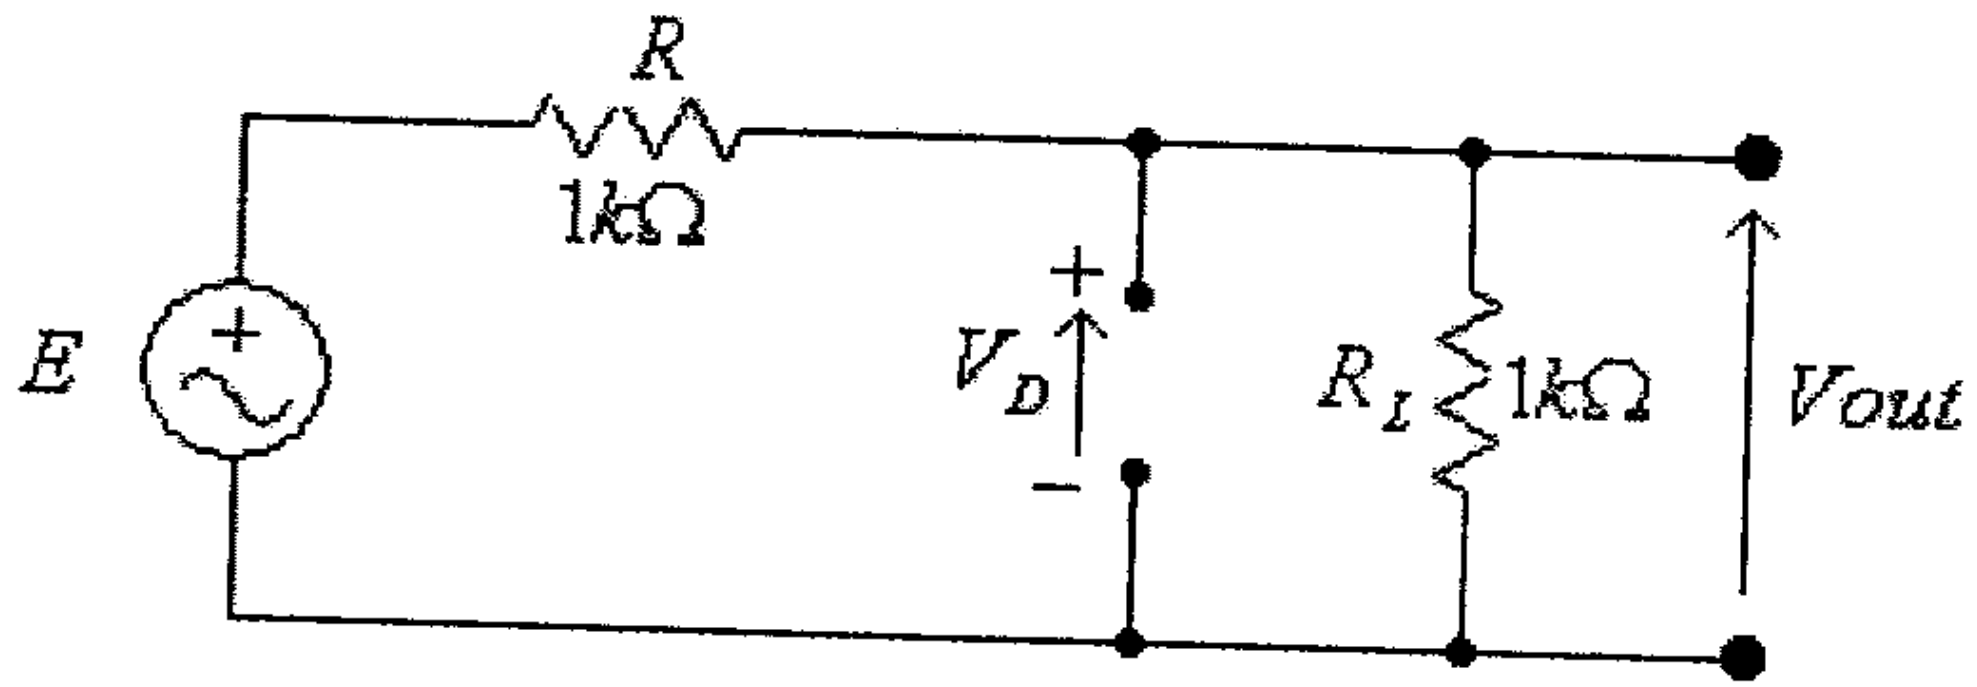 R
1kΩ
+
E
+
V_D
−
R_L
1kΩ
Vout